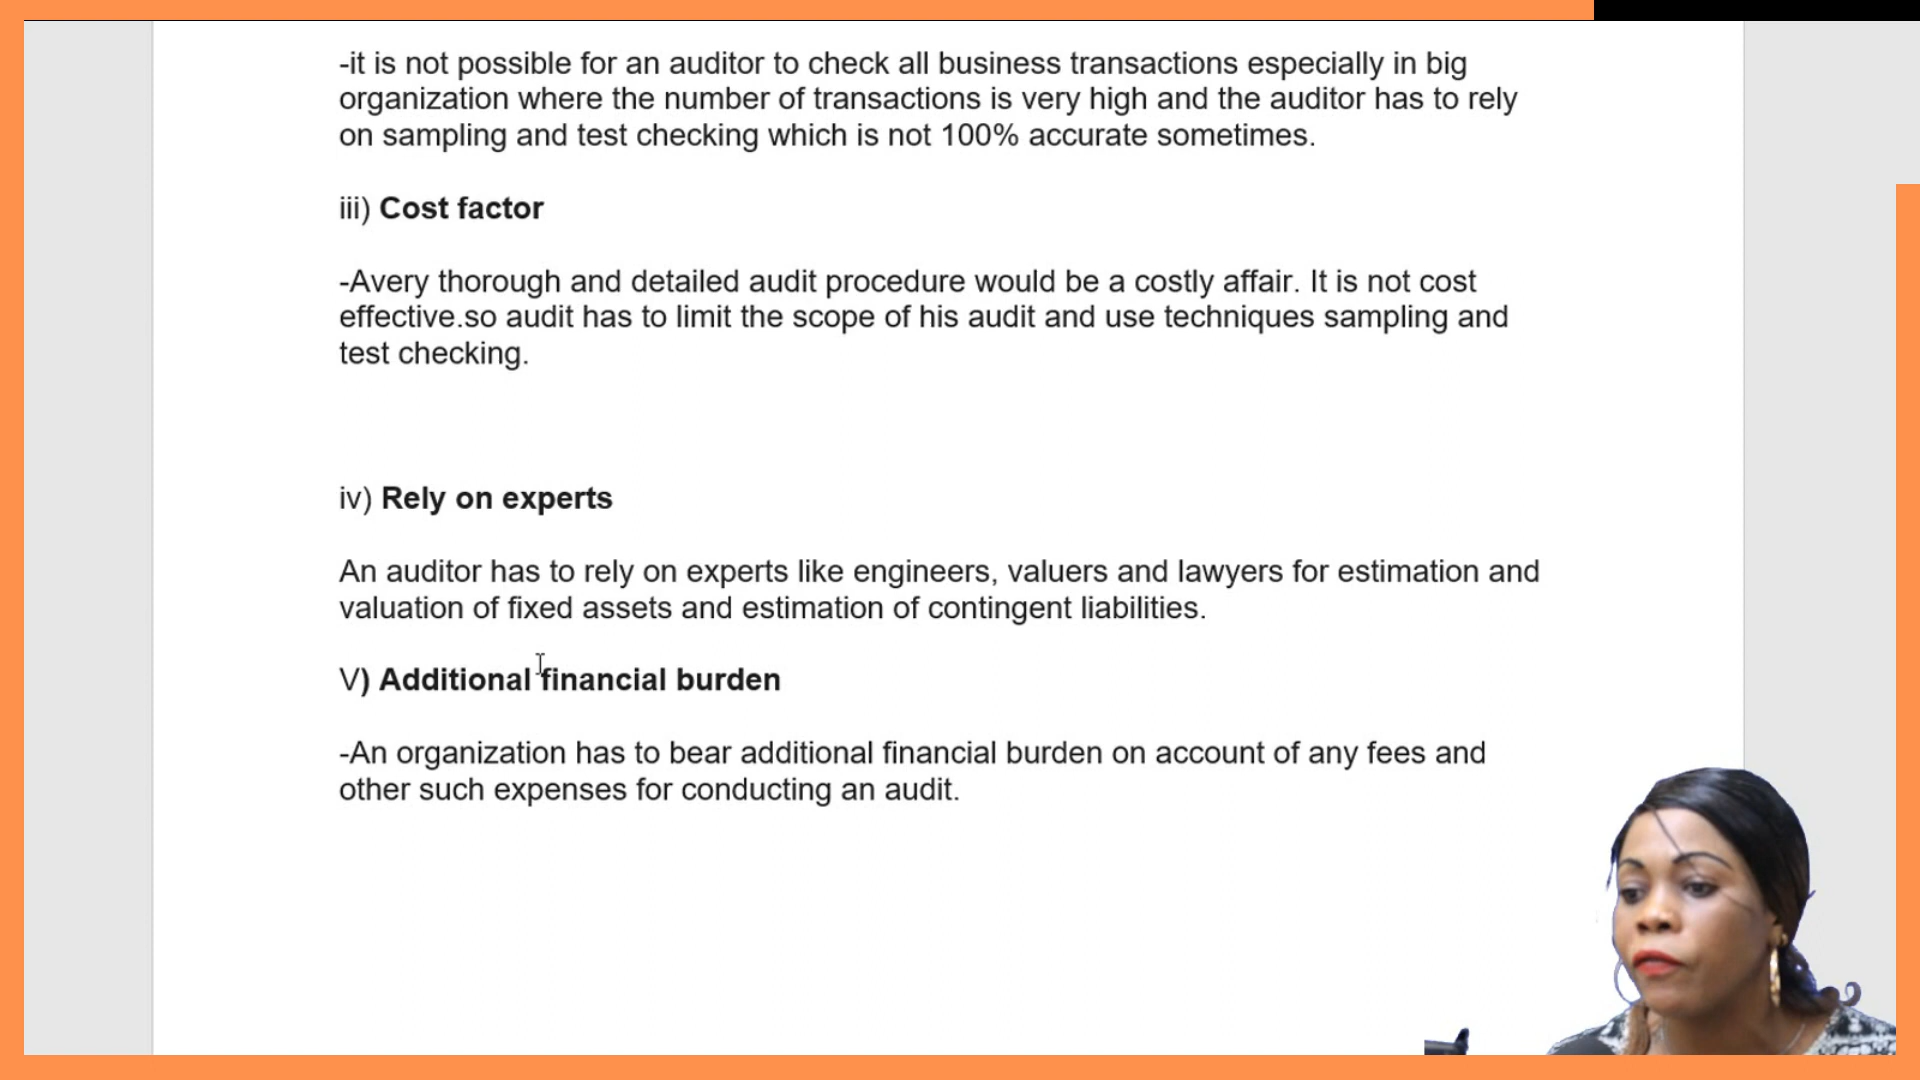 -it is not possible for an auditor to check all business transactions especially in big
organization where the number of transactions is very high and the auditor has to rely
on sampling and test checking which is not 100% accurate sometimes.
iii) Cost factor
-Avery thorough and detailed audit procedure would be a costly affair. It is not cost
effective.so audit has to limit the scope of his audit and use techniques sampling and
test checking.
iv) Rely on experts
An auditor has to rely on experts like engineers, valuers and lawyers for estimation and
valuation of fixed assets and estimation of contingent liabilities.
V) Additional financial burden
-An organization has to bear additional financial burden on account of any fees and
other such expenses for conducting an audit.